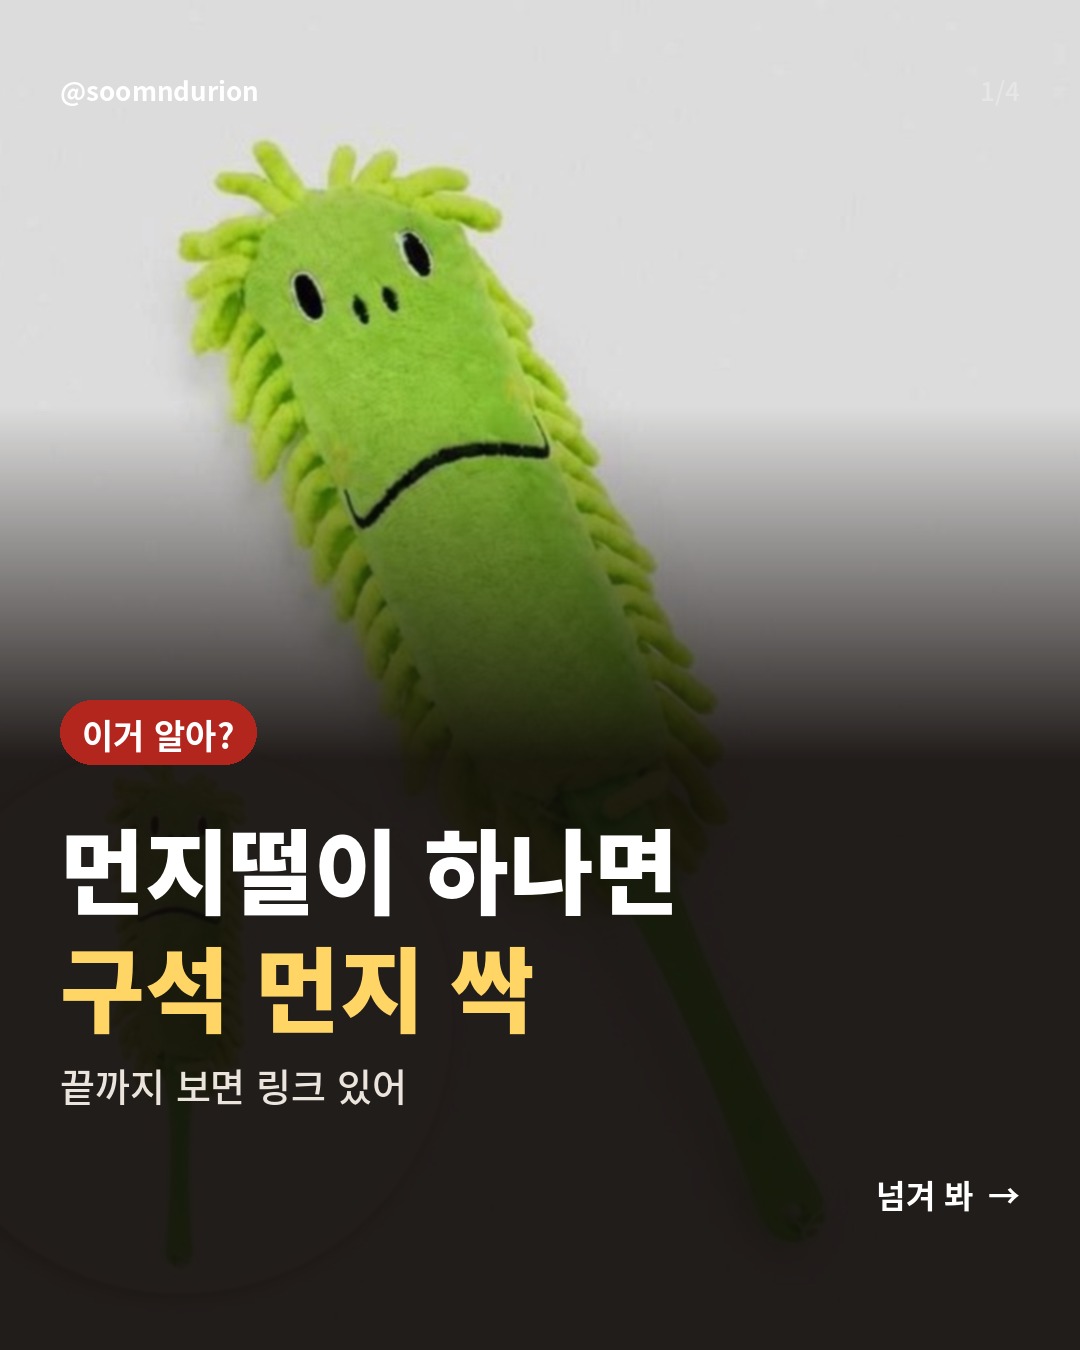 @soomndurion
1/4
이거 알아?
먼지떨이 하나면
구석 먼지 싹
끝까지 보면 링크 있어
넘겨 봐 →